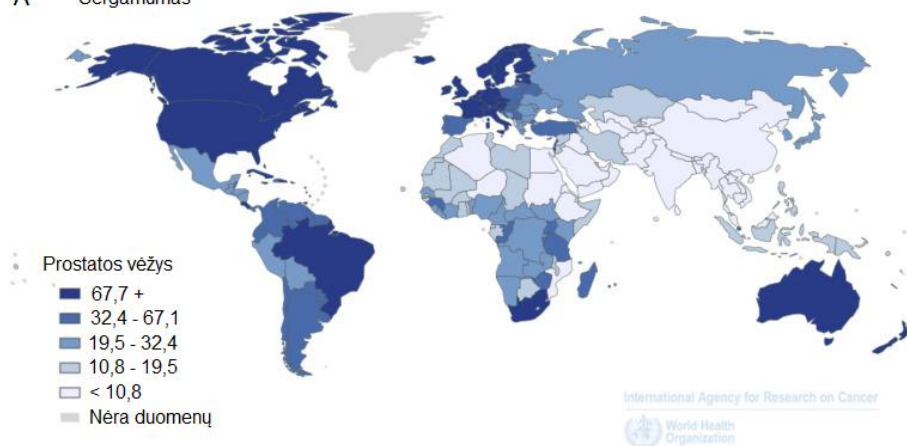 A Sergamumas
Prostatos vėžys
67,7 +
32,4 - 67,1
19,5 - 32,4
10,8 - 19,5
< 10,8
Nėra duomenų
International Agency for Research on Cancer
World Health
Organization